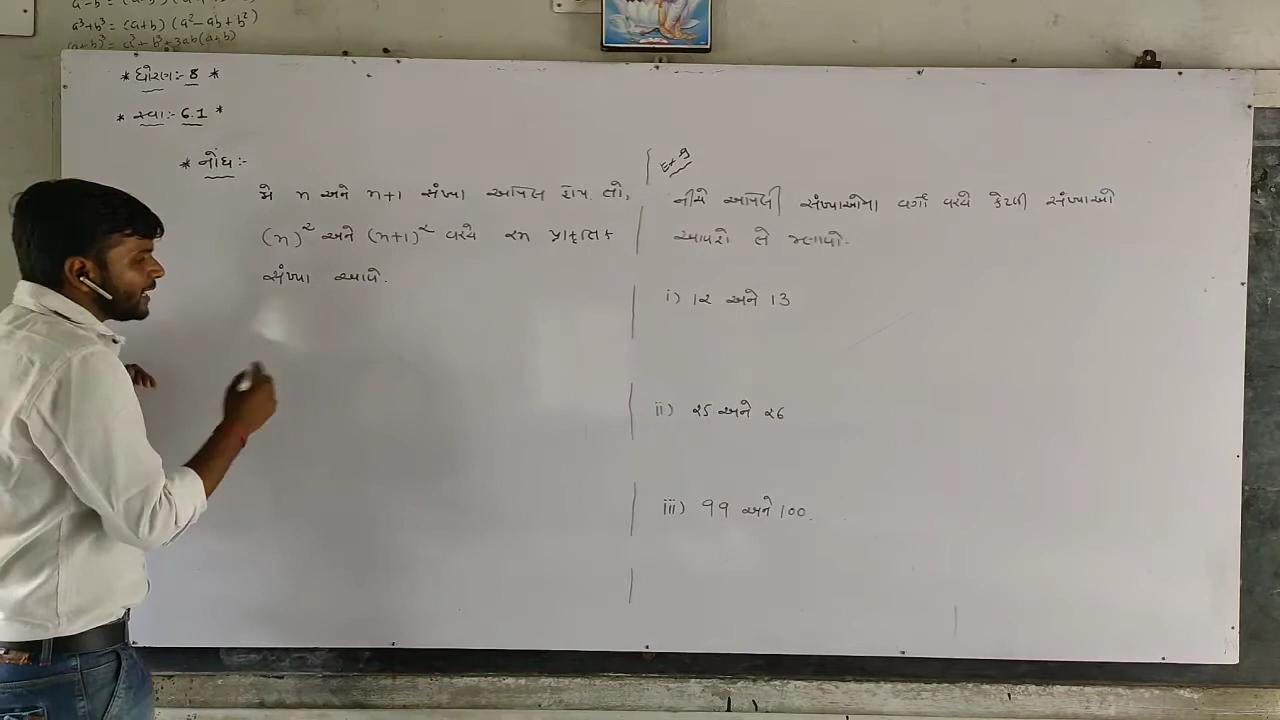 a³+b³ = (a+b) (a²-ab+b²)
(a+b)³ = a³+b³+3ab(a+b)
* ધોરણ:- 8 *
* સ્વા:- 6.1 *
* નોંધ:-
જો n અને n+1 સંખ્યા આપેલ હોય તો,
(n)² અને (n+1)² વચ્ચે 2n પ્રાકૃતિક
સંખ્યા આવે.
નીચે આપેલી સંખ્યાઓના વર્ગો વચ્ચે કેટલી સંખ્યાઓ
આવશે તે જણાવો.
i) 12 અને 13
ii) 25 અને 26
iii) 99 અને 100.